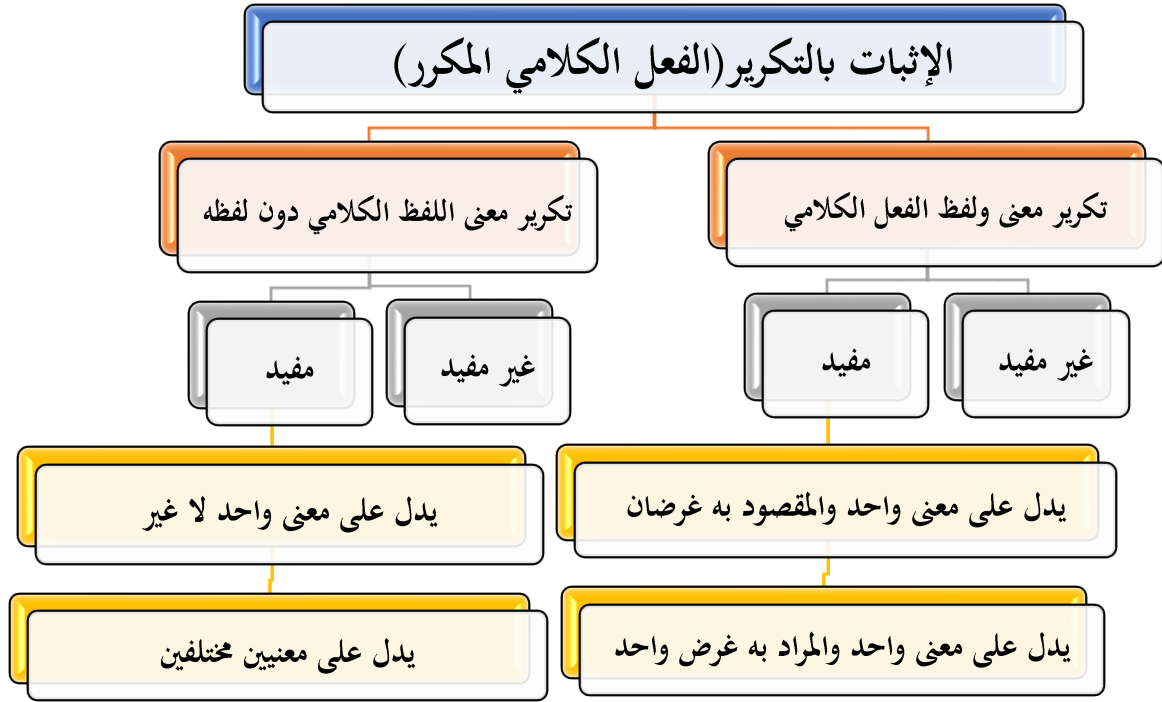 الإثبات بالتكرير(الفعل الكلامي المكرر)
تكرير معنى ولفظ الفعل الكلامي
تكرير معنى اللفظ الكلامي دون لفظه
غير مفيد
مفيد
غير مفيد
مفيد
يدل على معنى واحد والمقصود به غرضان
يدل على معنى واحد لا غير
يدل على معنى واحد والمراد به غرض واحد
يدل على معنيين مختلفين